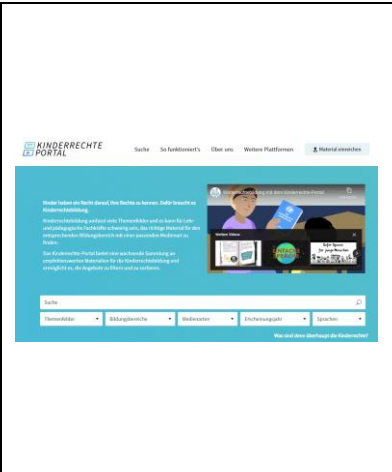 KINDERRECHTE
PORTAL
Suche So funktioniert's Über uns Weitere Plattformen Material einreichen
Kinder haben ein Recht darauf, ihre Rechte zu kennen. Dafür braucht es
Kinderrechtebildung.
Kinderrechtebildung umfasst viele Themenfelder und es kann für Lehr-
und pädagogische Fachkräfte schwierig sein, das richtige Material für den
entsprechenden Bildungsbereich mit einer passenden Medienart zu
finden.
Das Kinderrechte-Portal bietet eine wachsende Sammlung an
empfehlenswerten Materialien für die Kinderrechtebildung und
ermöglicht es, die Angebote zu filtern und zu sortieren.
Kinderrechtebildung mit dem Kinderrechte-Portal
Weitere Videos
Suche
Themenfelder Bildungsbereiche Medienarten Erscheinungsjahr Sprachen
Was sind denn überhaupt die Kinderrechte?